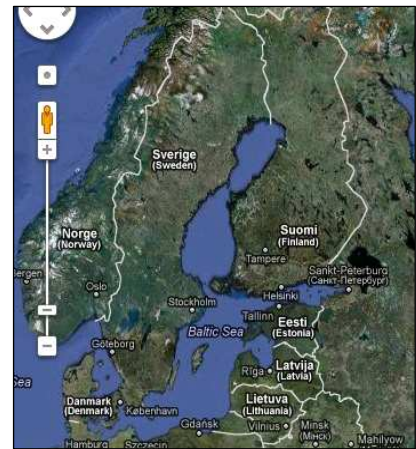 Sverige
(Sweden)
Norge
(Norway)
Suomi
(Finland)
Tampere
Sankt-Peterburg
(Санкт-Петербург)
ergen
Oslo
Helsinki
Stockholm
Tallinn
Baltic Sea
Eesti
(Estonia)
Göteborg
Sea
Rīga
Latvija
(Latvia)
Danmark
(Denmark)
København
Lietuva
(Lithuania)
Gdańsk
Vilnius
Minsk
(Мінск)
Mahilyow
Hamburg
Szczecin